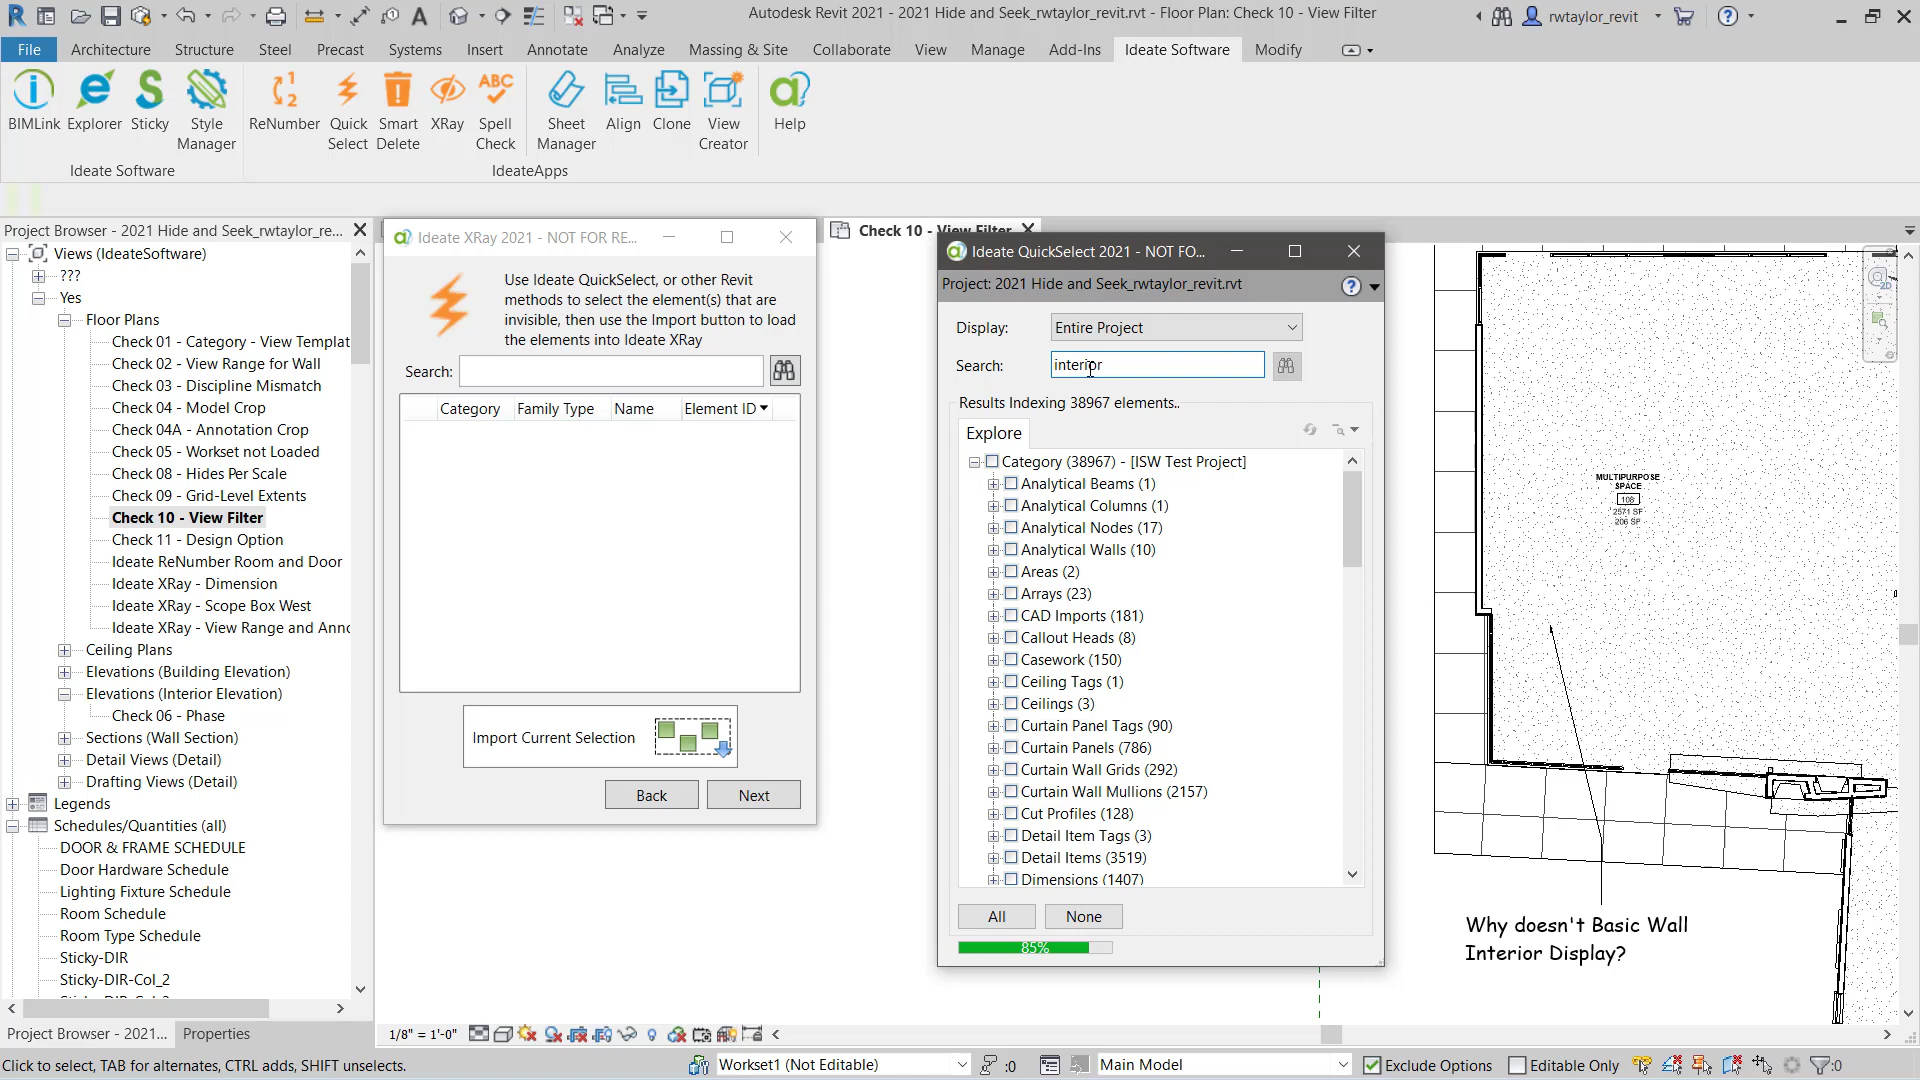 Autodesk Revit 2021 - 2021 Hide and Seek_rwtaylor_revit.rvt - Floor Plan: Check 10 - View Filter
rwtaylor_revit
File Architecture Structure Steel Precast Systems Insert Annotate Analyze Massing & Site Collaborate View Manage Add-Ins Ideate Software Modify
BIMLink Explorer Sticky Style Manager ReNumber Quick Select Smart Delete XRay ABC Spell Check Sheet Manager Align Clone View Creator Help
Ideate Software IdeateApps
Project Browser - 2021 Hide and Seek_rwtaylor_re...
Views (IdeateSoftware)
???
Yes
Floor Plans
Check 01 - Category - View Templat
Check 02 - View Range for Wall
Check 03 - Discipline Mismatch
Check 04 - Model Crop
Check 04A - Annotation Crop
Check 05 - Workset not Loaded
Check 08 - Hides Per Scale
Check 09 - Grid-Level Extents
Check 10 - View Filter
Check 11 - Design Option
Ideate ReNumber Room and Door
Ideate XRay - Dimension
Ideate XRay - Scope Box West
Ideate XRay - View Range and Anno
Ceiling Plans
Elevations (Building Elevation)
Elevations (Interior Elevation)
Check 06 - Phase
Sections (Wall Section)
Detail Views (Detail)
Drafting Views (Detail)
Legends
Schedules/Quantities (all)
DOOR & FRAME SCHEDULE
Door Hardware Schedule
Lighting Fixture Schedule
Room Schedule
Room Type Schedule
Sticky-DIR
Sticky-DIR-Col_2
Project Browser - 2021... Properties
Ideate XRay 2021 - NOT FOR RE...
Use Ideate QuickSelect, or other Revit
methods to select the element(s) that are
invisible, then use the Import button to load
the elements into Ideate XRay
Search:
Category Family Type Name Element ID
Import Current Selection
Back Next
Check 10 - View Filter
Ideate QuickSelect 2021 - NOT FO...
Project: 2021 Hide and Seek_rwtaylor_revit.rvt
Display: Entire Project
Search: interior
Results Indexing 38967 elements..
Explore
Category (38967) - [ISW Test Project]
Analytical Beams (1)
Analytical Columns (1)
Analytical Nodes (17)
Analytical Walls (10)
Areas (2)
Arrays (23)
CAD Imports (181)
Callout Heads (8)
Casework (150)
Ceiling Tags (1)
Ceilings (3)
Curtain Panel Tags (90)
Curtain Panels (786)
Curtain Wall Grids (292)
Curtain Wall Mullions (2157)
Cut Profiles (128)
Detail Item Tags (3)
Detail Items (3519)
Dimensions (1407)
All None
85%
MULTIPURPOSE
SPACE
108
2571 SF
206 SP
Why doesn't Basic Wall
Interior Display?
2D
1/8" = 1'-0"
Click to select, TAB for alternates, CTRL adds, SHIFT unselects.
Workset1 (Not Editable) :0 Main Model Exclude Options Editable Only :0